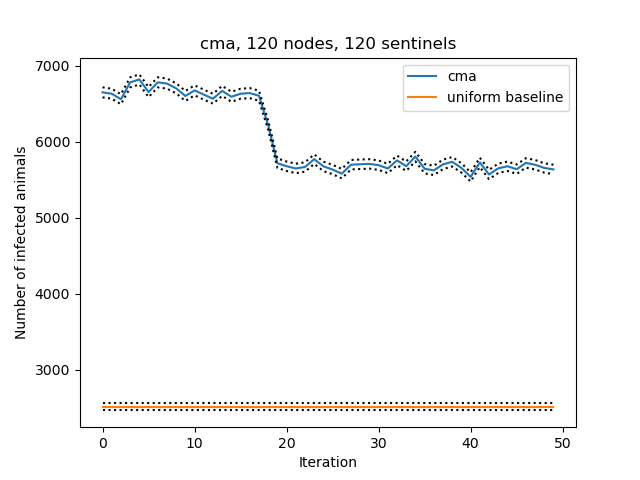 cma, 120 nodes, 120 sentinels
7000
6000
5000
4000
3000
Number of infected animals
cma
uniform baseline
0 10 20 30 40 50
Iteration